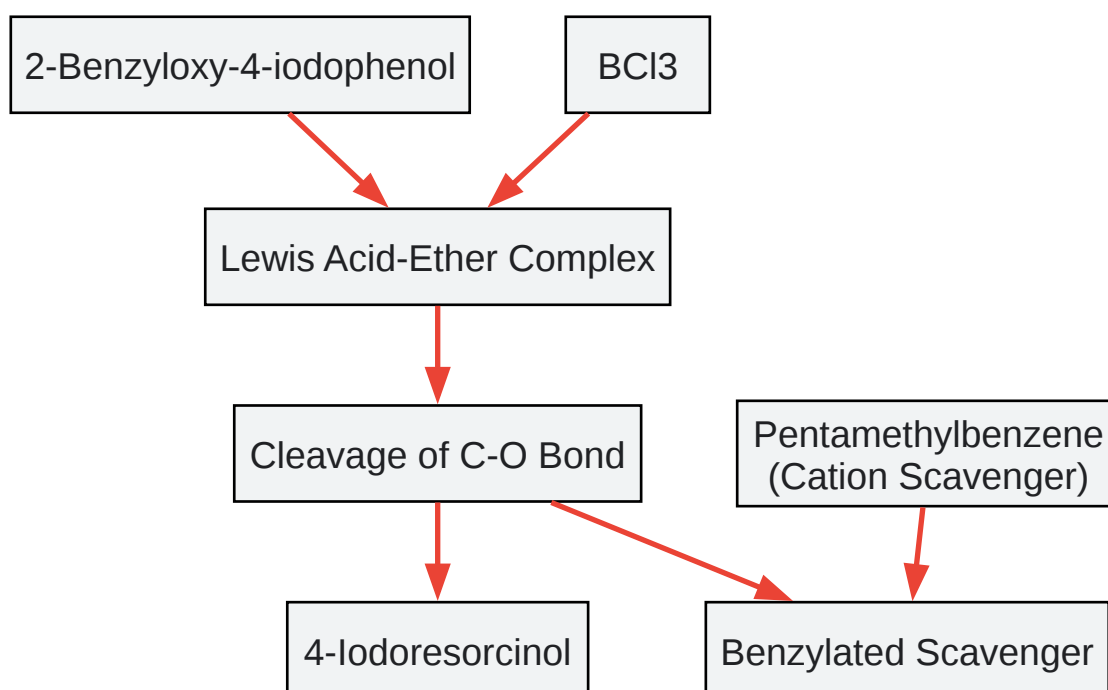 2-Benzyloxy-4-iodophenol
BCl3
Lewis Acid-Ether Complex
Cleavage of C-O Bond
Pentamethylbenzene
(Cation Scavenger)
4-Iodoresorcinol
Benzylated Scavenger